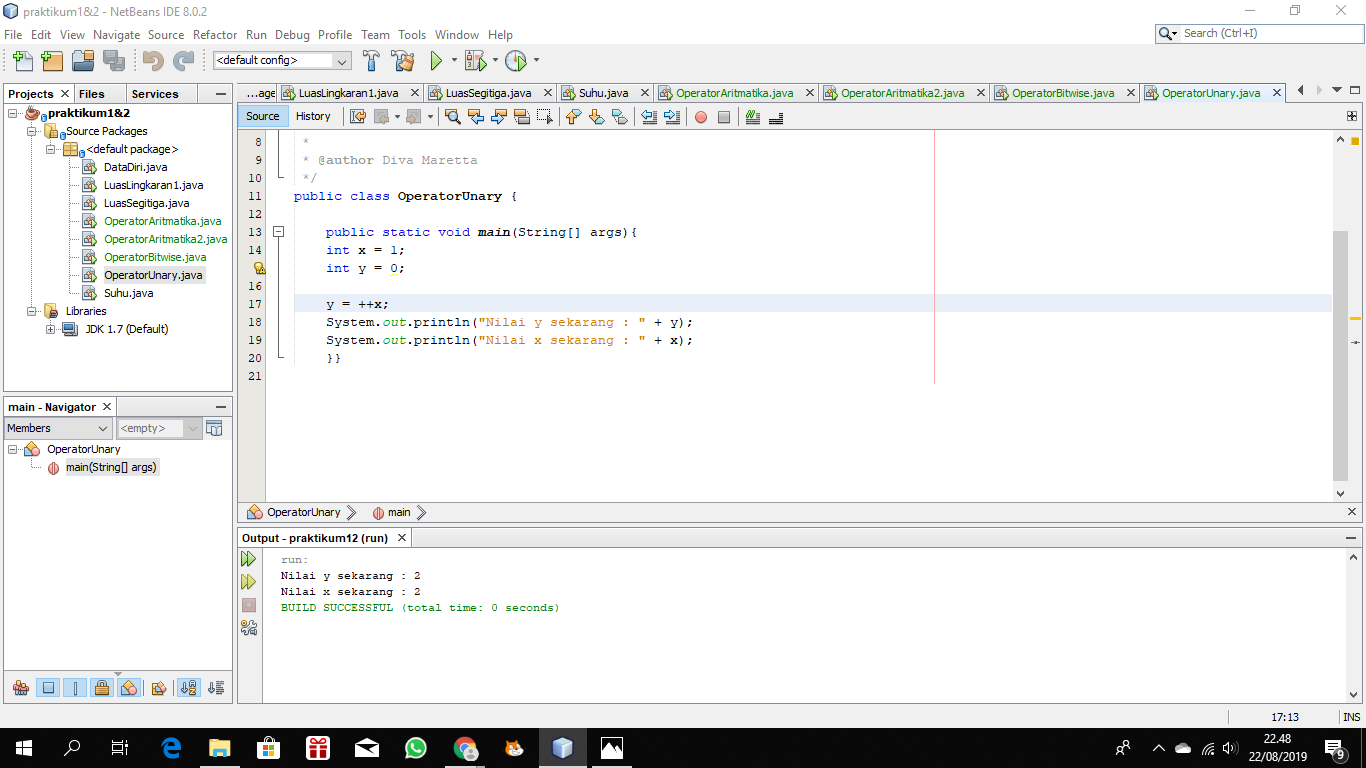 praktikum1&2 - NetBeans IDE 8.0.2
File Edit View Navigate Source Refactor Run Debug Profile Team Tools Window Help
Search (Ctrl+I)
<default config>
Projects Files Services
praktikum1&2
Source Packages
<default package>
DataDiri.java
LuasLingkaran1.java
LuasSegitiga.java
OperatorAritmatika.java
OperatorAritmatika2.java
OperatorBitwise.java
OperatorUnary.java
Suhu.java
Libraries
JDK 1.7 (Default)
main - Navigator
Members <empty>
OperatorUnary
main(String[] args)
...age LuasLingkaran1.java LuasSegitiga.java Suhu.java OperatorAritmatika.java OperatorAritmatika2.java OperatorBitwise.java OperatorUnary.java
Source History
8 *
9 * @author Diva Maretta
10 */
11 public class OperatorUnary {
12
13 public static void main(String[] args){
14 int x = 1;
int y = 0;
16
17 y = ++x;
18 System.out.println("Nilai y sekarang : " + y);
19 System.out.println("Nilai x sekarang : " + x);
20 }}
21
OperatorUnary main
Output - praktikum12 (run)
run:
Nilai y sekarang : 2
Nilai x sekarang : 2
BUILD SUCCESSFUL (total time: 0 seconds)
17:13 INS
22.48
22/08/2019
9